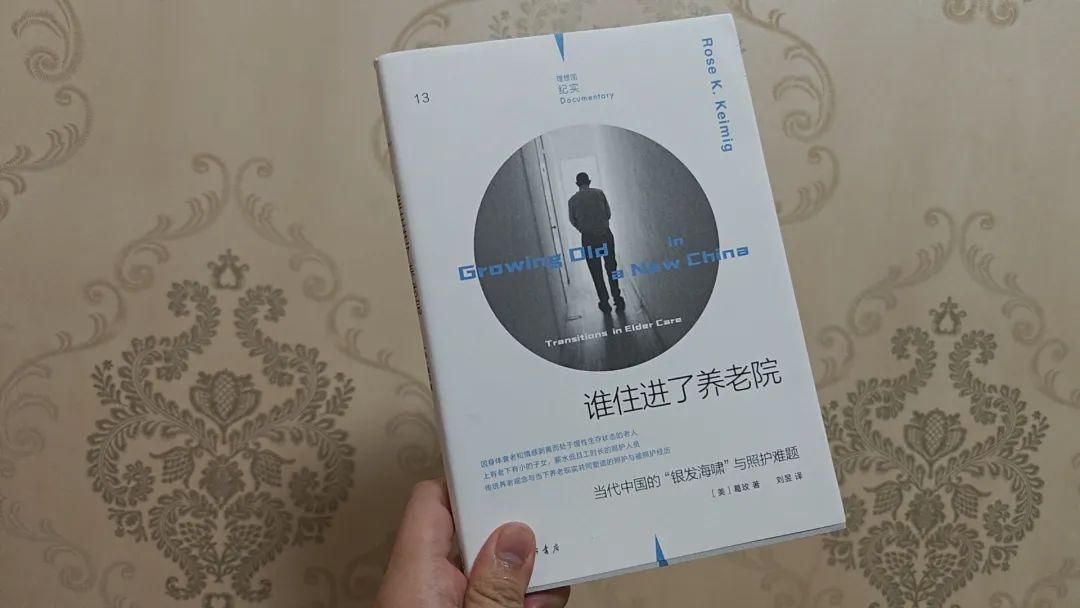 13
理想国
纪实
Documentary
Rose K. Keimig
Growing Old in
a New China
Transitions in Elder Care
谁住进了养老院
因身体衰老和情感剥离而处于慢性生存状态的老人
上有老下有小的子女，薪水低且工时长的照护人员
传统养老观念与当下养老现实共同塑造的照护与被照护经历
当代中国的“银发海啸”与照护难题
［美］葛玫 著 刘昱 译
书店